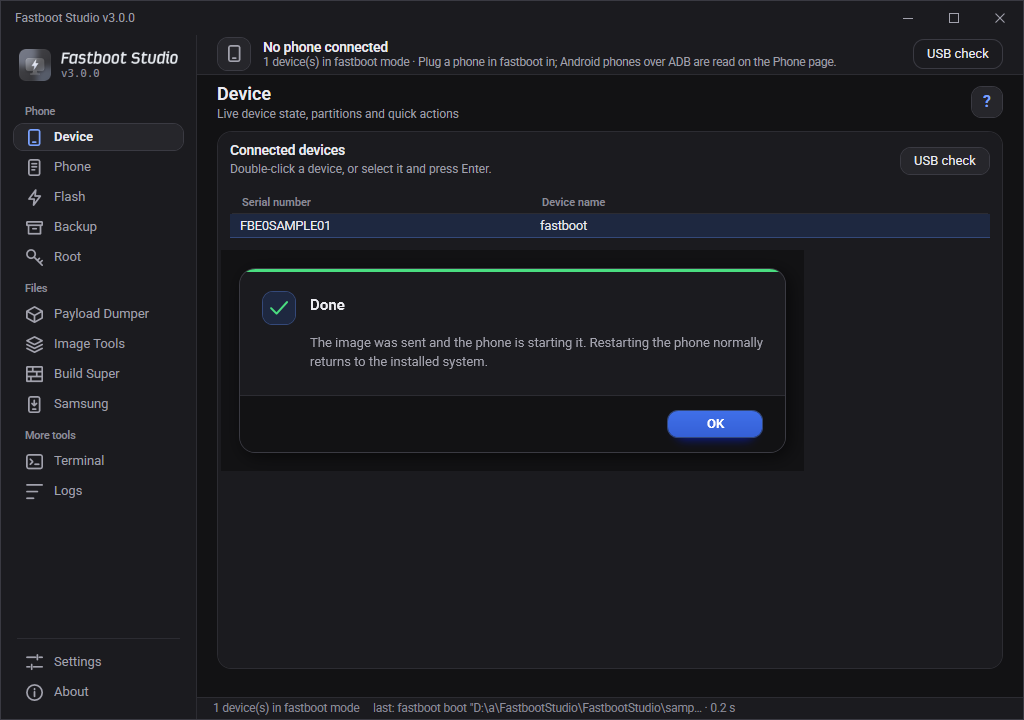 Fastboot Studio v3.0.0
Fastboot Studio
v3.0.0
No phone connected
1 device(s) in fastboot mode · Plug a phone in fastboot in; Android phones over ADB are read on the Phone page.
USB check
Phone
Device
Phone
Flash
Backup
Root
Files
Payload Dumper
Image Tools
Build Super
Samsung
More tools
Terminal
Logs
Settings
About
Device
Live device state, partitions and quick actions
?
Connected devices
Double-click a device, or select it and press Enter.
USB check
Serial number Device name
FBE0SAMPLE01 fastboot
Done
The image was sent and the phone is starting it. Restarting the phone normally
returns to the installed system.
OK
1 device(s) in fastboot mode last: fastboot boot "D:\a\FastbootStudio\FastbootStudio\samp… · 0.2 s